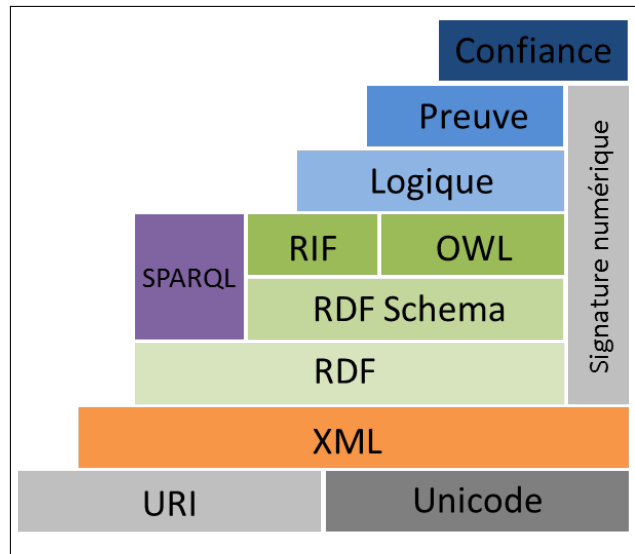 Confiance
Preuve
Signature numérique
Logique
SPARQL
RIF
OWL
RDF Schema
RDF
XML
URI
Unicode